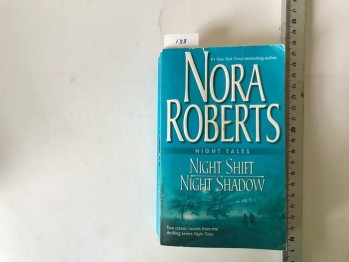 138
#1 New York Times bestselling author
NORA
ROBERTS
NIGHT TALES
NIGHT SHIFT
NIGHT SHADOW
Two classic novels from the
thrilling series Night Tales